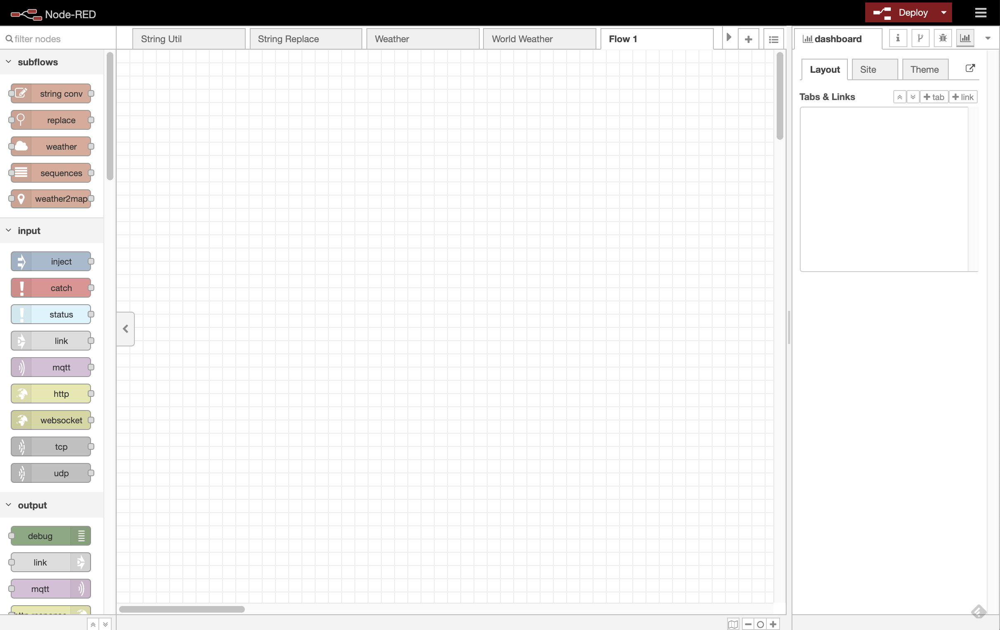 Node-RED
Deploy
filter nodes
String Util
String Replace
Weather
World Weather
Flow 1
dashboard
subflows
string conv
replace
weather
sequences
weather2map
input
inject
catch
status
link
mqtt
http
websocket
tcp
udp
output
debug
link
mqtt
http response
Layout
Site
Theme
Tabs & Links
tab
link